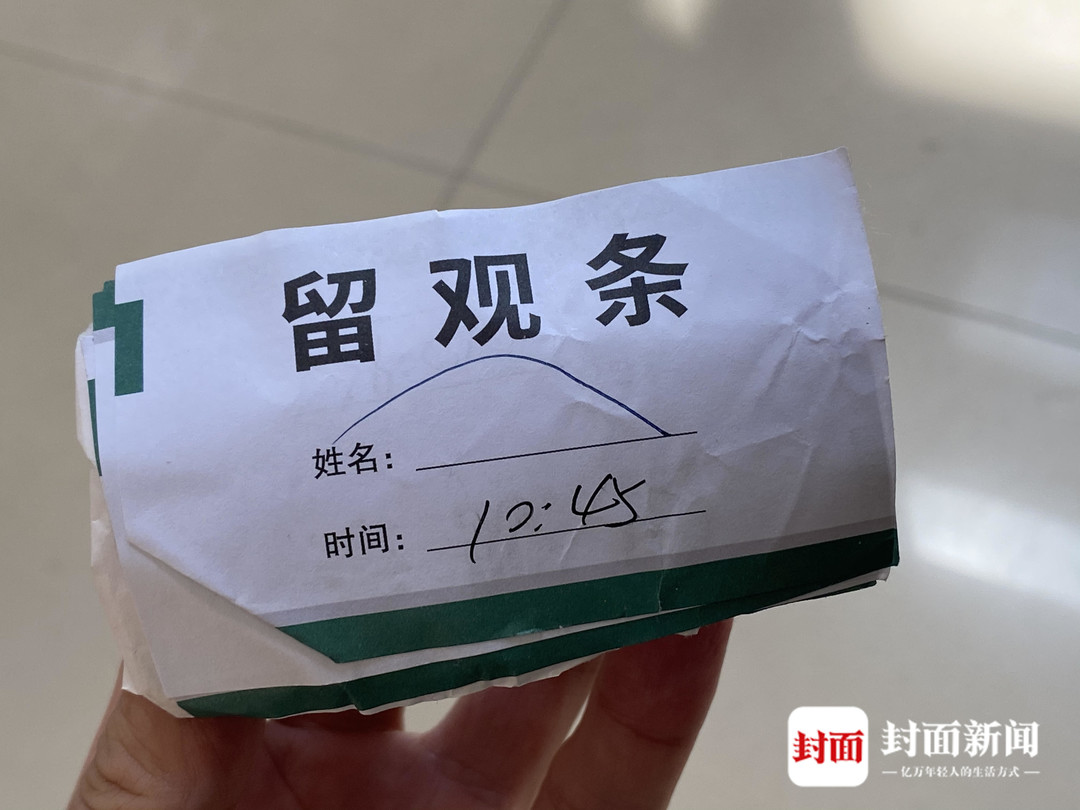 留观条
姓名：
时间： 10:45
封面 封面新闻
亿万年轻人的生活方式